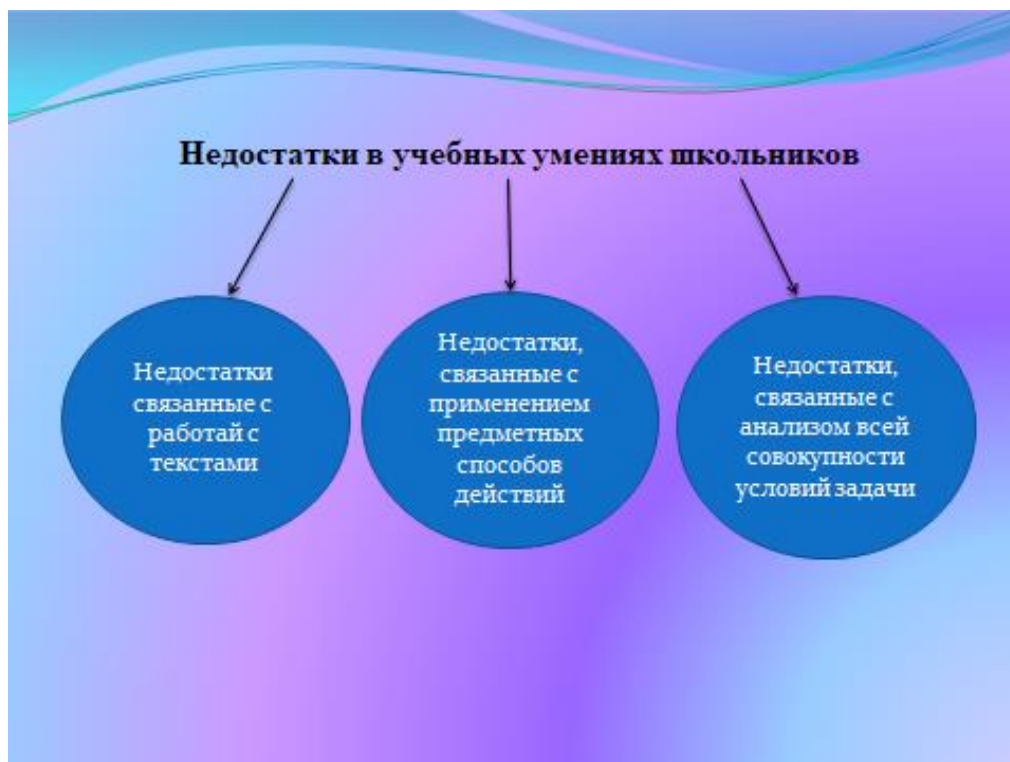 Недостатки в учебных умениях школьников
Недостатки
связанные с
работай с
текстами
Недостатки,
связанные с
применением
предметных
способов
действий
Недостатки,
связанные с
анализом всей
совокупности
условий задачи